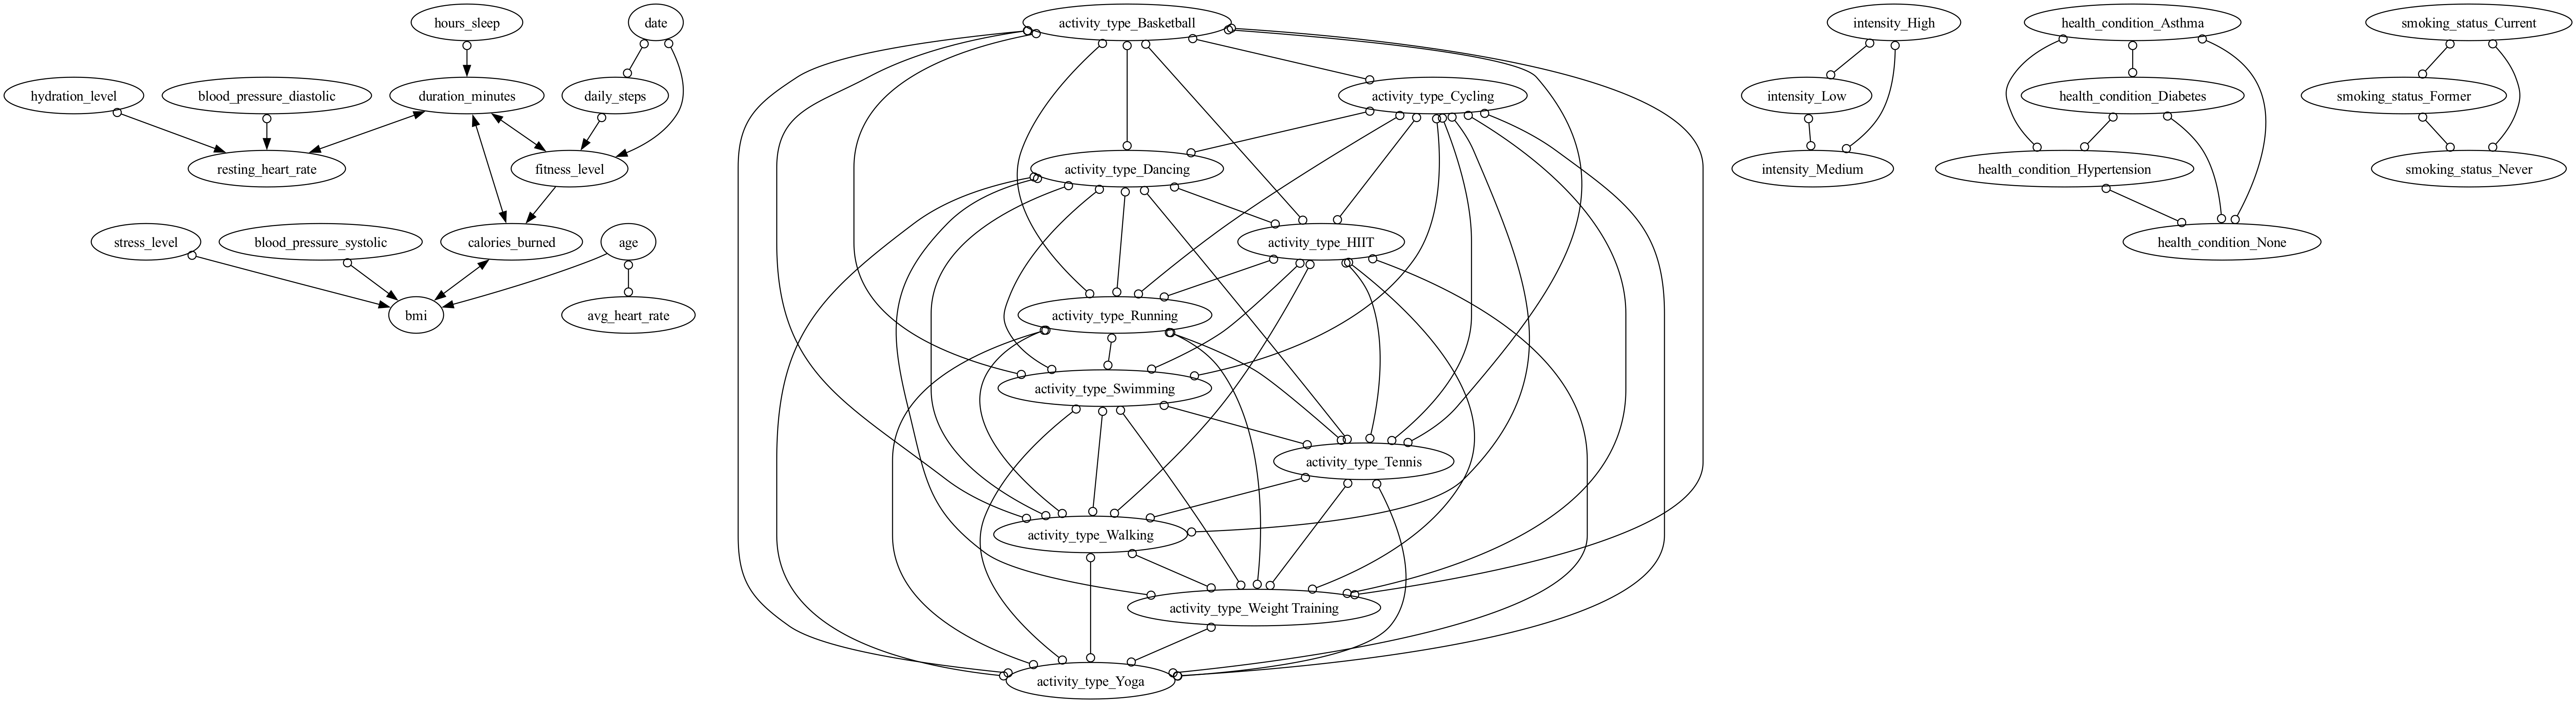 hours_sleep
date
hydration_level
blood_pressure_diastolic
duration_minutes
daily_steps
resting_heart_rate
fitness_level
stress_level
blood_pressure_systolic
calories_burned
age
bmi
avg_heart_rate
activity_type_Basketball
activity_type_Cycling
activity_type_Dancing
activity_type_HIIT
activity_type_Running
activity_type_Swimming
activity_type_Tennis
activity_type_Walking
activity_type_Weight Training
activity_type_Yoga
intensity_High
intensity_Low
intensity_Medium
health_condition_Asthma
health_condition_Diabetes
health_condition_Hypertension
health_condition_None
smoking_status_Current
smoking_status_Former
smoking_status_Never